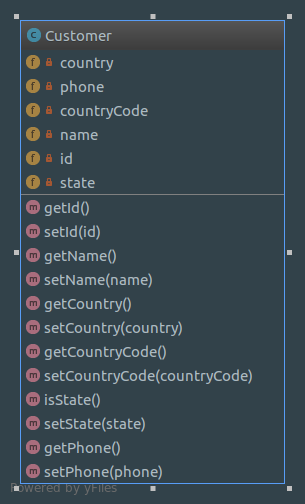 Customer
country
phone
countryCode
name
id
state
getId()
setId(id)
getName()
setName(name)
getCountry()
setCountry(country)
getCountryCode()
setCountryCode(countryCode)
isState()
setState(state)
getPhone()
setPhone(phone)
Powered by yFiles